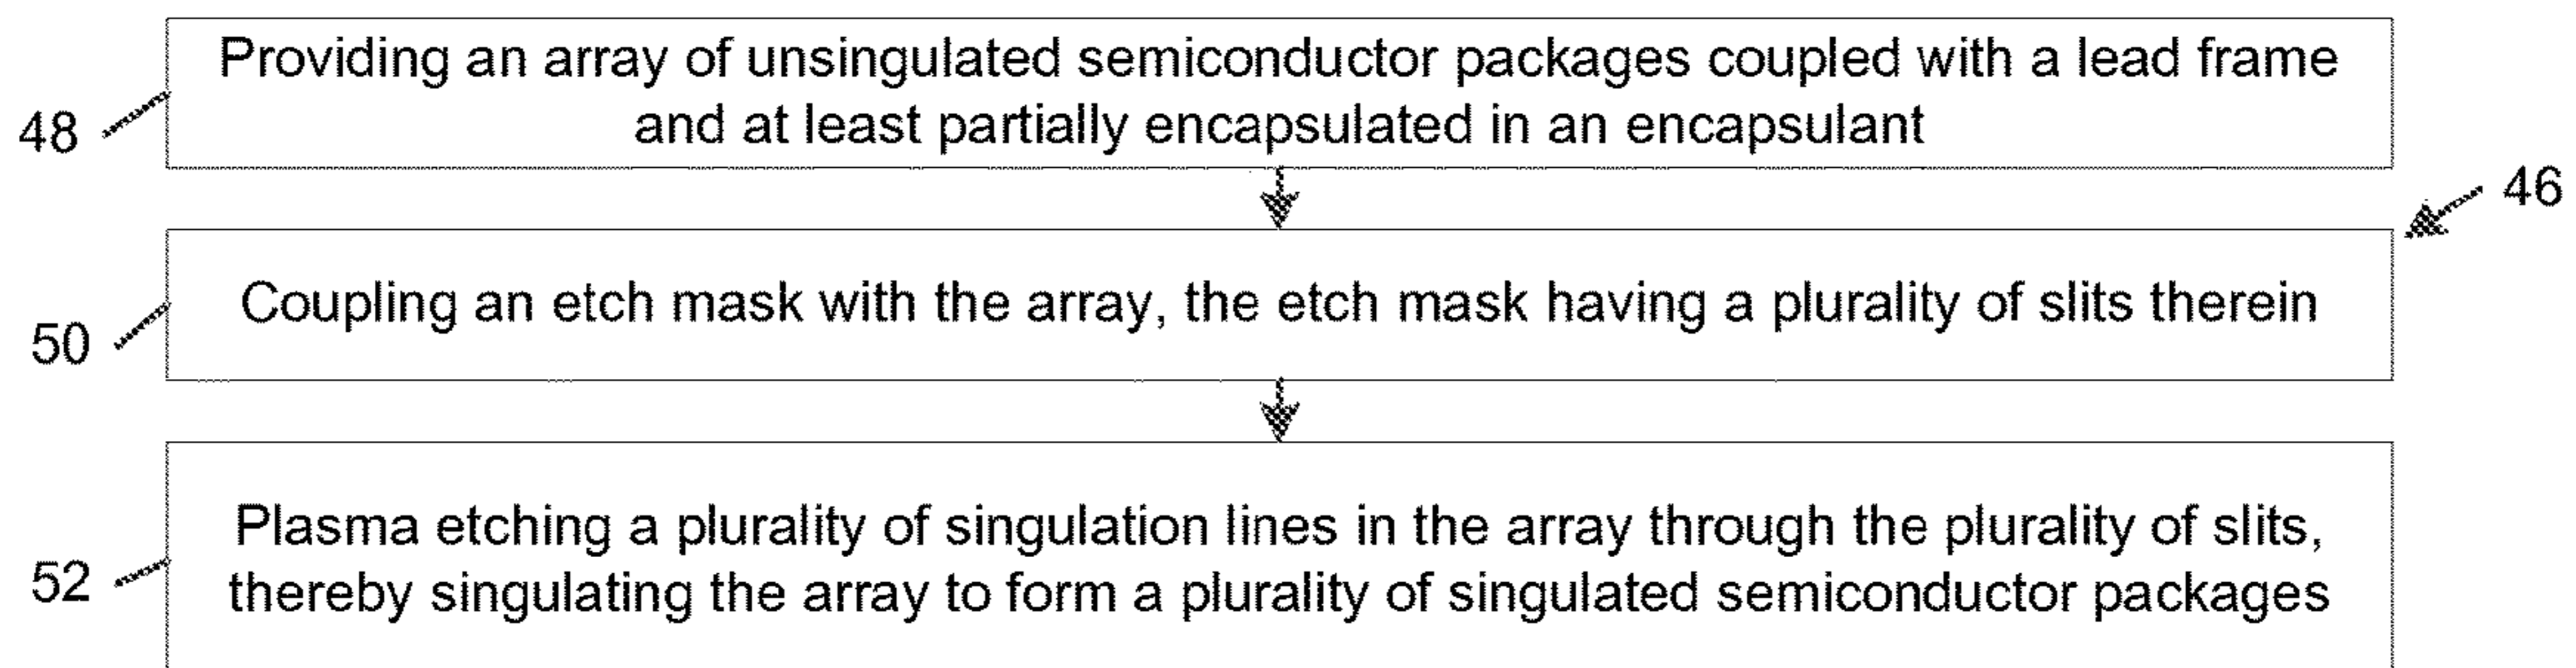 Providing an array of unsingulated semiconductor packages coupled with a lead frame
and at least partially encapsulated in an encapsulant
48
46
Coupling an etch mask with the array, the etch mask having a plurality of slits therein
50
Plasma etching a plurality of singulation lines in the array through the plurality of slits,
thereby singulating the array to form a plurality of singulated semiconductor packages
52